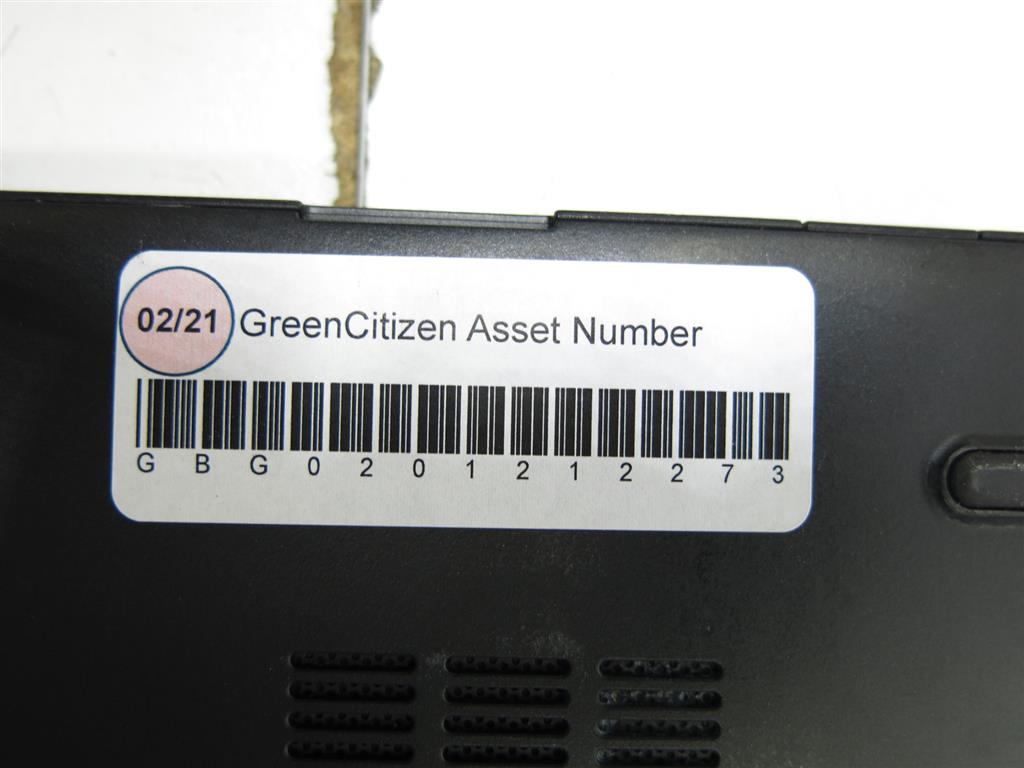 02/21 GreenCitizen Asset Number
G B G 0 2 0 1 2 1 2 2 7 3